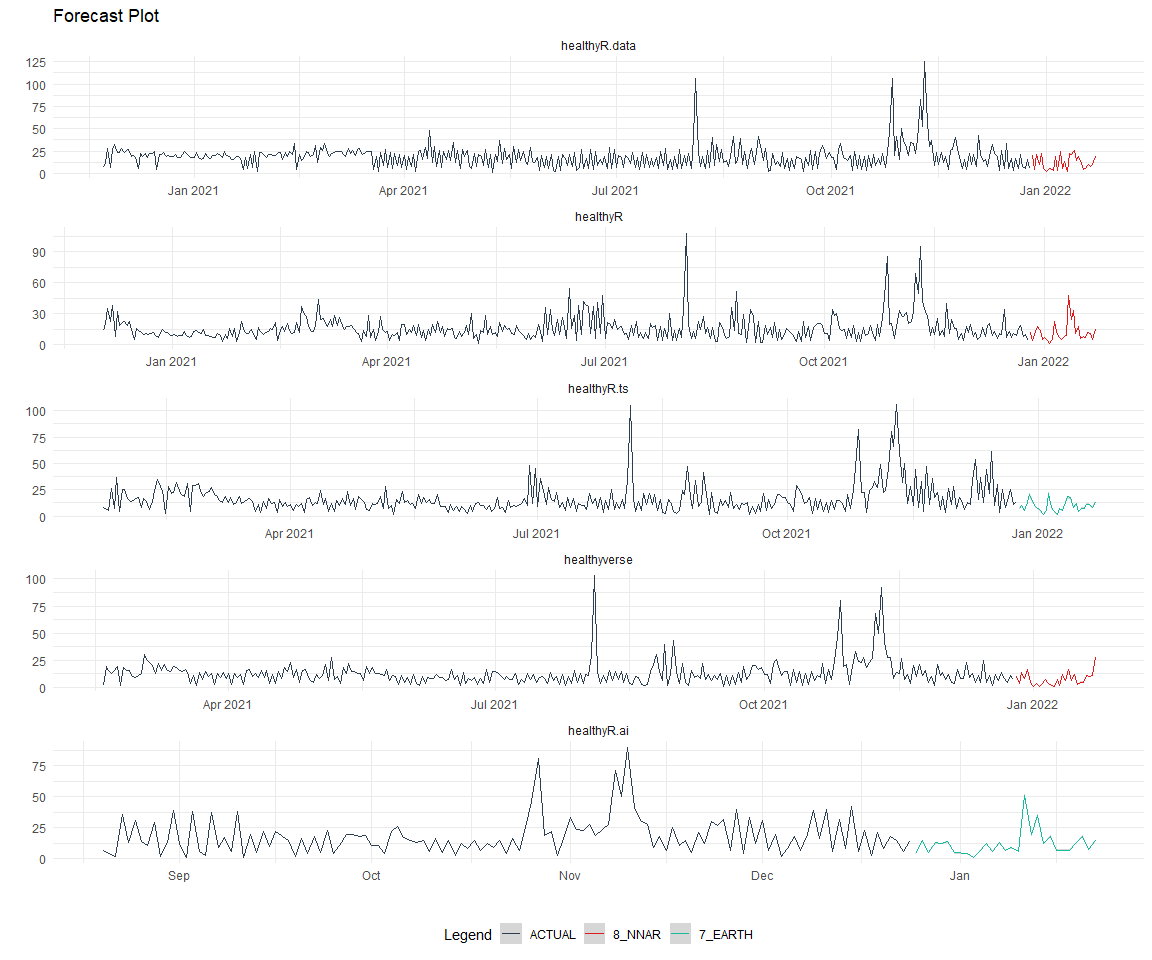 Forecast Plot
healthyR.data
125
100
75
50
25
0
Jan 2021 Apr 2021 Jul 2021 Oct 2021 Jan 2022
healthyR
90
60
30
0
Jan 2021 Apr 2021 Jul 2021 Oct 2021 Jan 2022
healthyR.ts
100
75
50
25
0
Apr 2021 Jul 2021 Oct 2021 Jan 2022
healthyverse
100
75
50
25
0
Apr 2021 Jul 2021 Oct 2021 Jan 2022
healthyR.ai
75
50
25
0
Sep Oct Nov Dec Jan
Legend ACTUAL 8_NNAR 7_EARTH